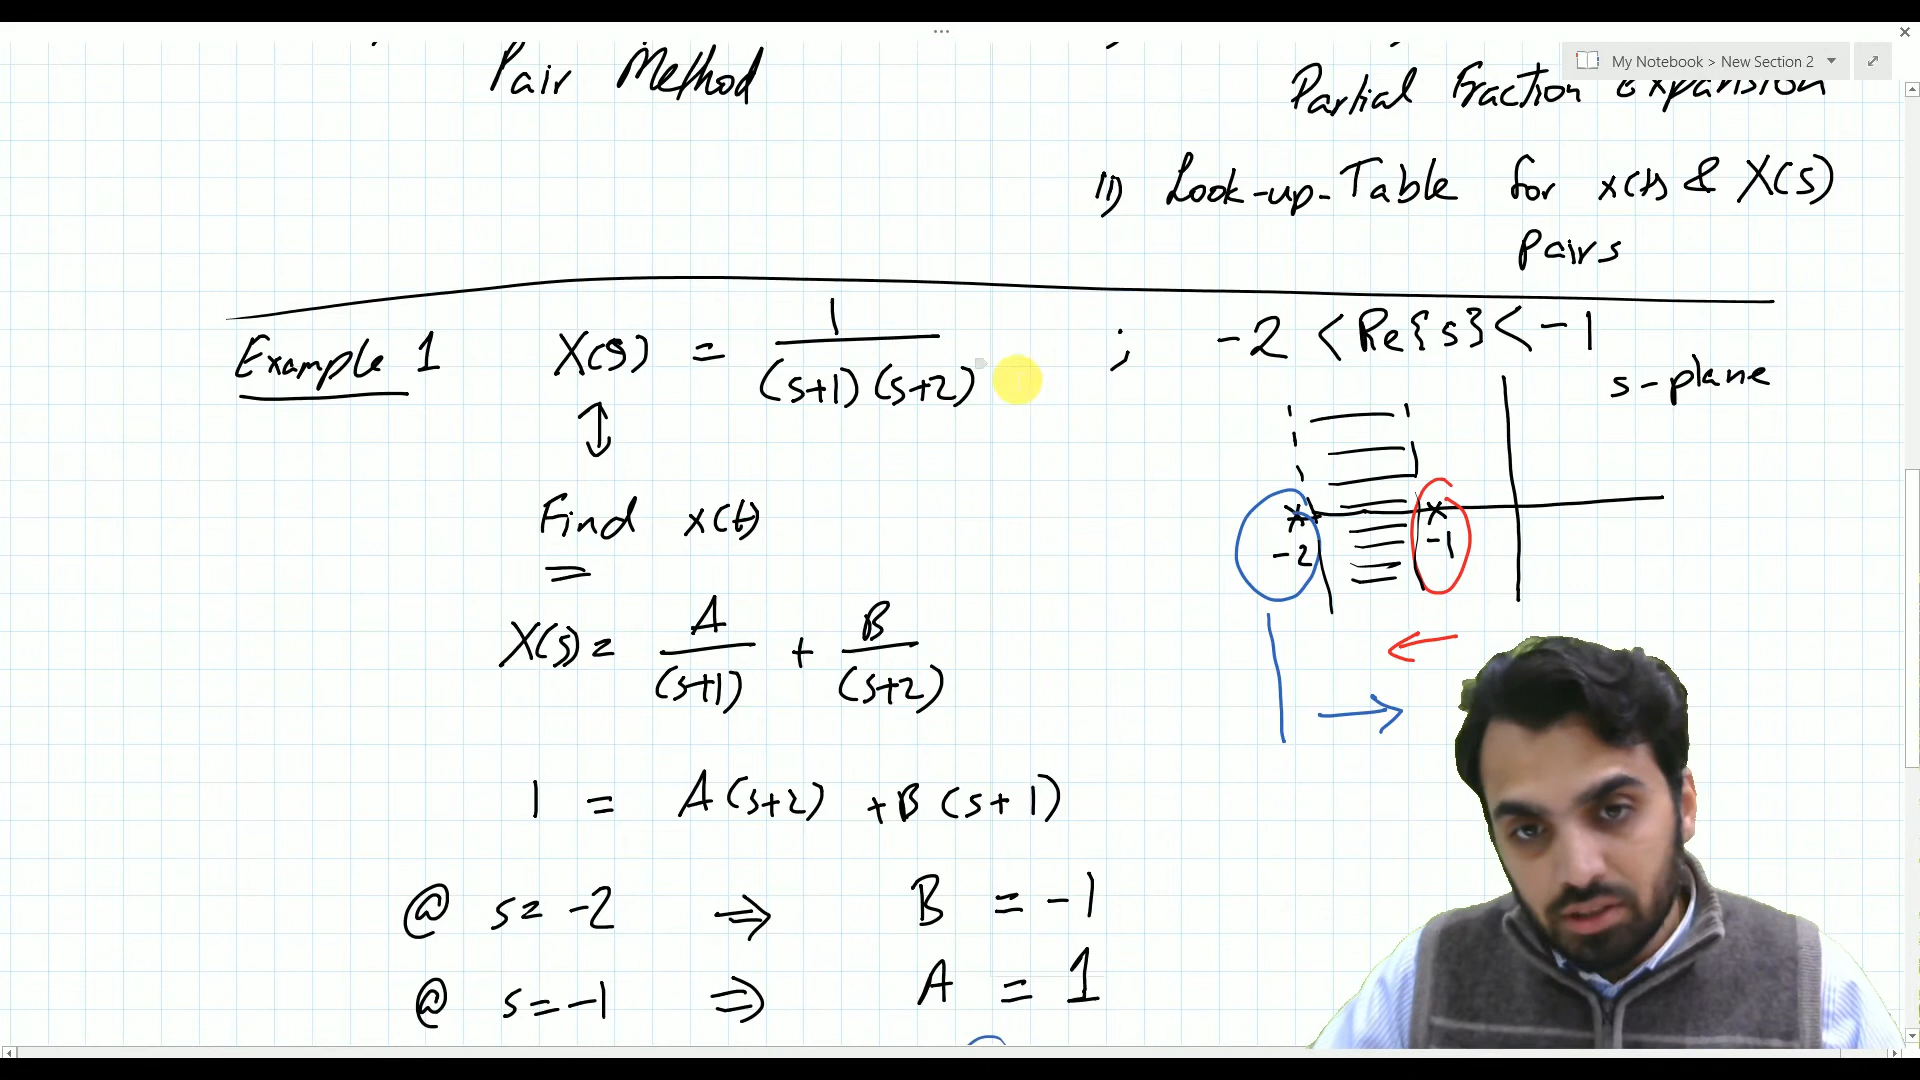 My Notebook > New Section 2
Pair Method
Partial Fraction Expansion
II) Look-up-Table for x(t) & X(s)
Pairs
Example 1 X(s) = 1/((s+1)(s+2)) ; -2 < Re{s} < -1
s-plane
↕
Find x(t)
-2 -1
X(s) = A/(s+1) + B/(s+2)
1 = A(s+2) + B(s+1)
@ s = -2 ⇒ B = -1
@ s = -1 ⇒ A = 1